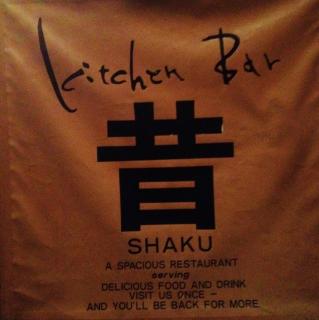 Kitchen Bar
昔
SHAKU
A SPACIOUS RESTAURANT
serving
DELICIOUS FOOD AND DRINK
VISIT US ONCE –
AND YOU'LL BE BACK FOR MORE.